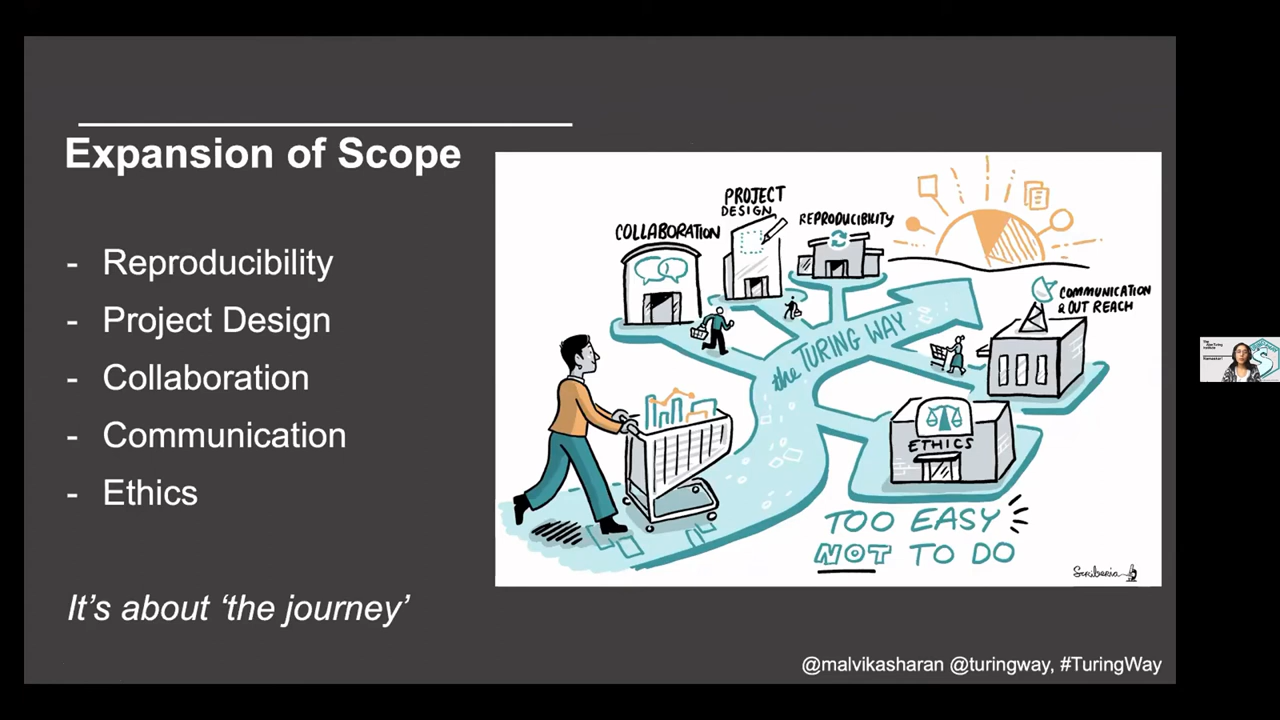 Expansion of Scope
- Reproducibility
- Project Design
- Collaboration
- Communication
- Ethics
It's about ‘the journey’
PROJECT
DESIGN
COLLABORATION
REPRODUCIBILITY
COMMUNICATION
& OUT REACH
the TURING WAY
ETHICS
TOO EASY
NOT TO DO
Scriberia
@malvikasharan @turingway, #TuringWay